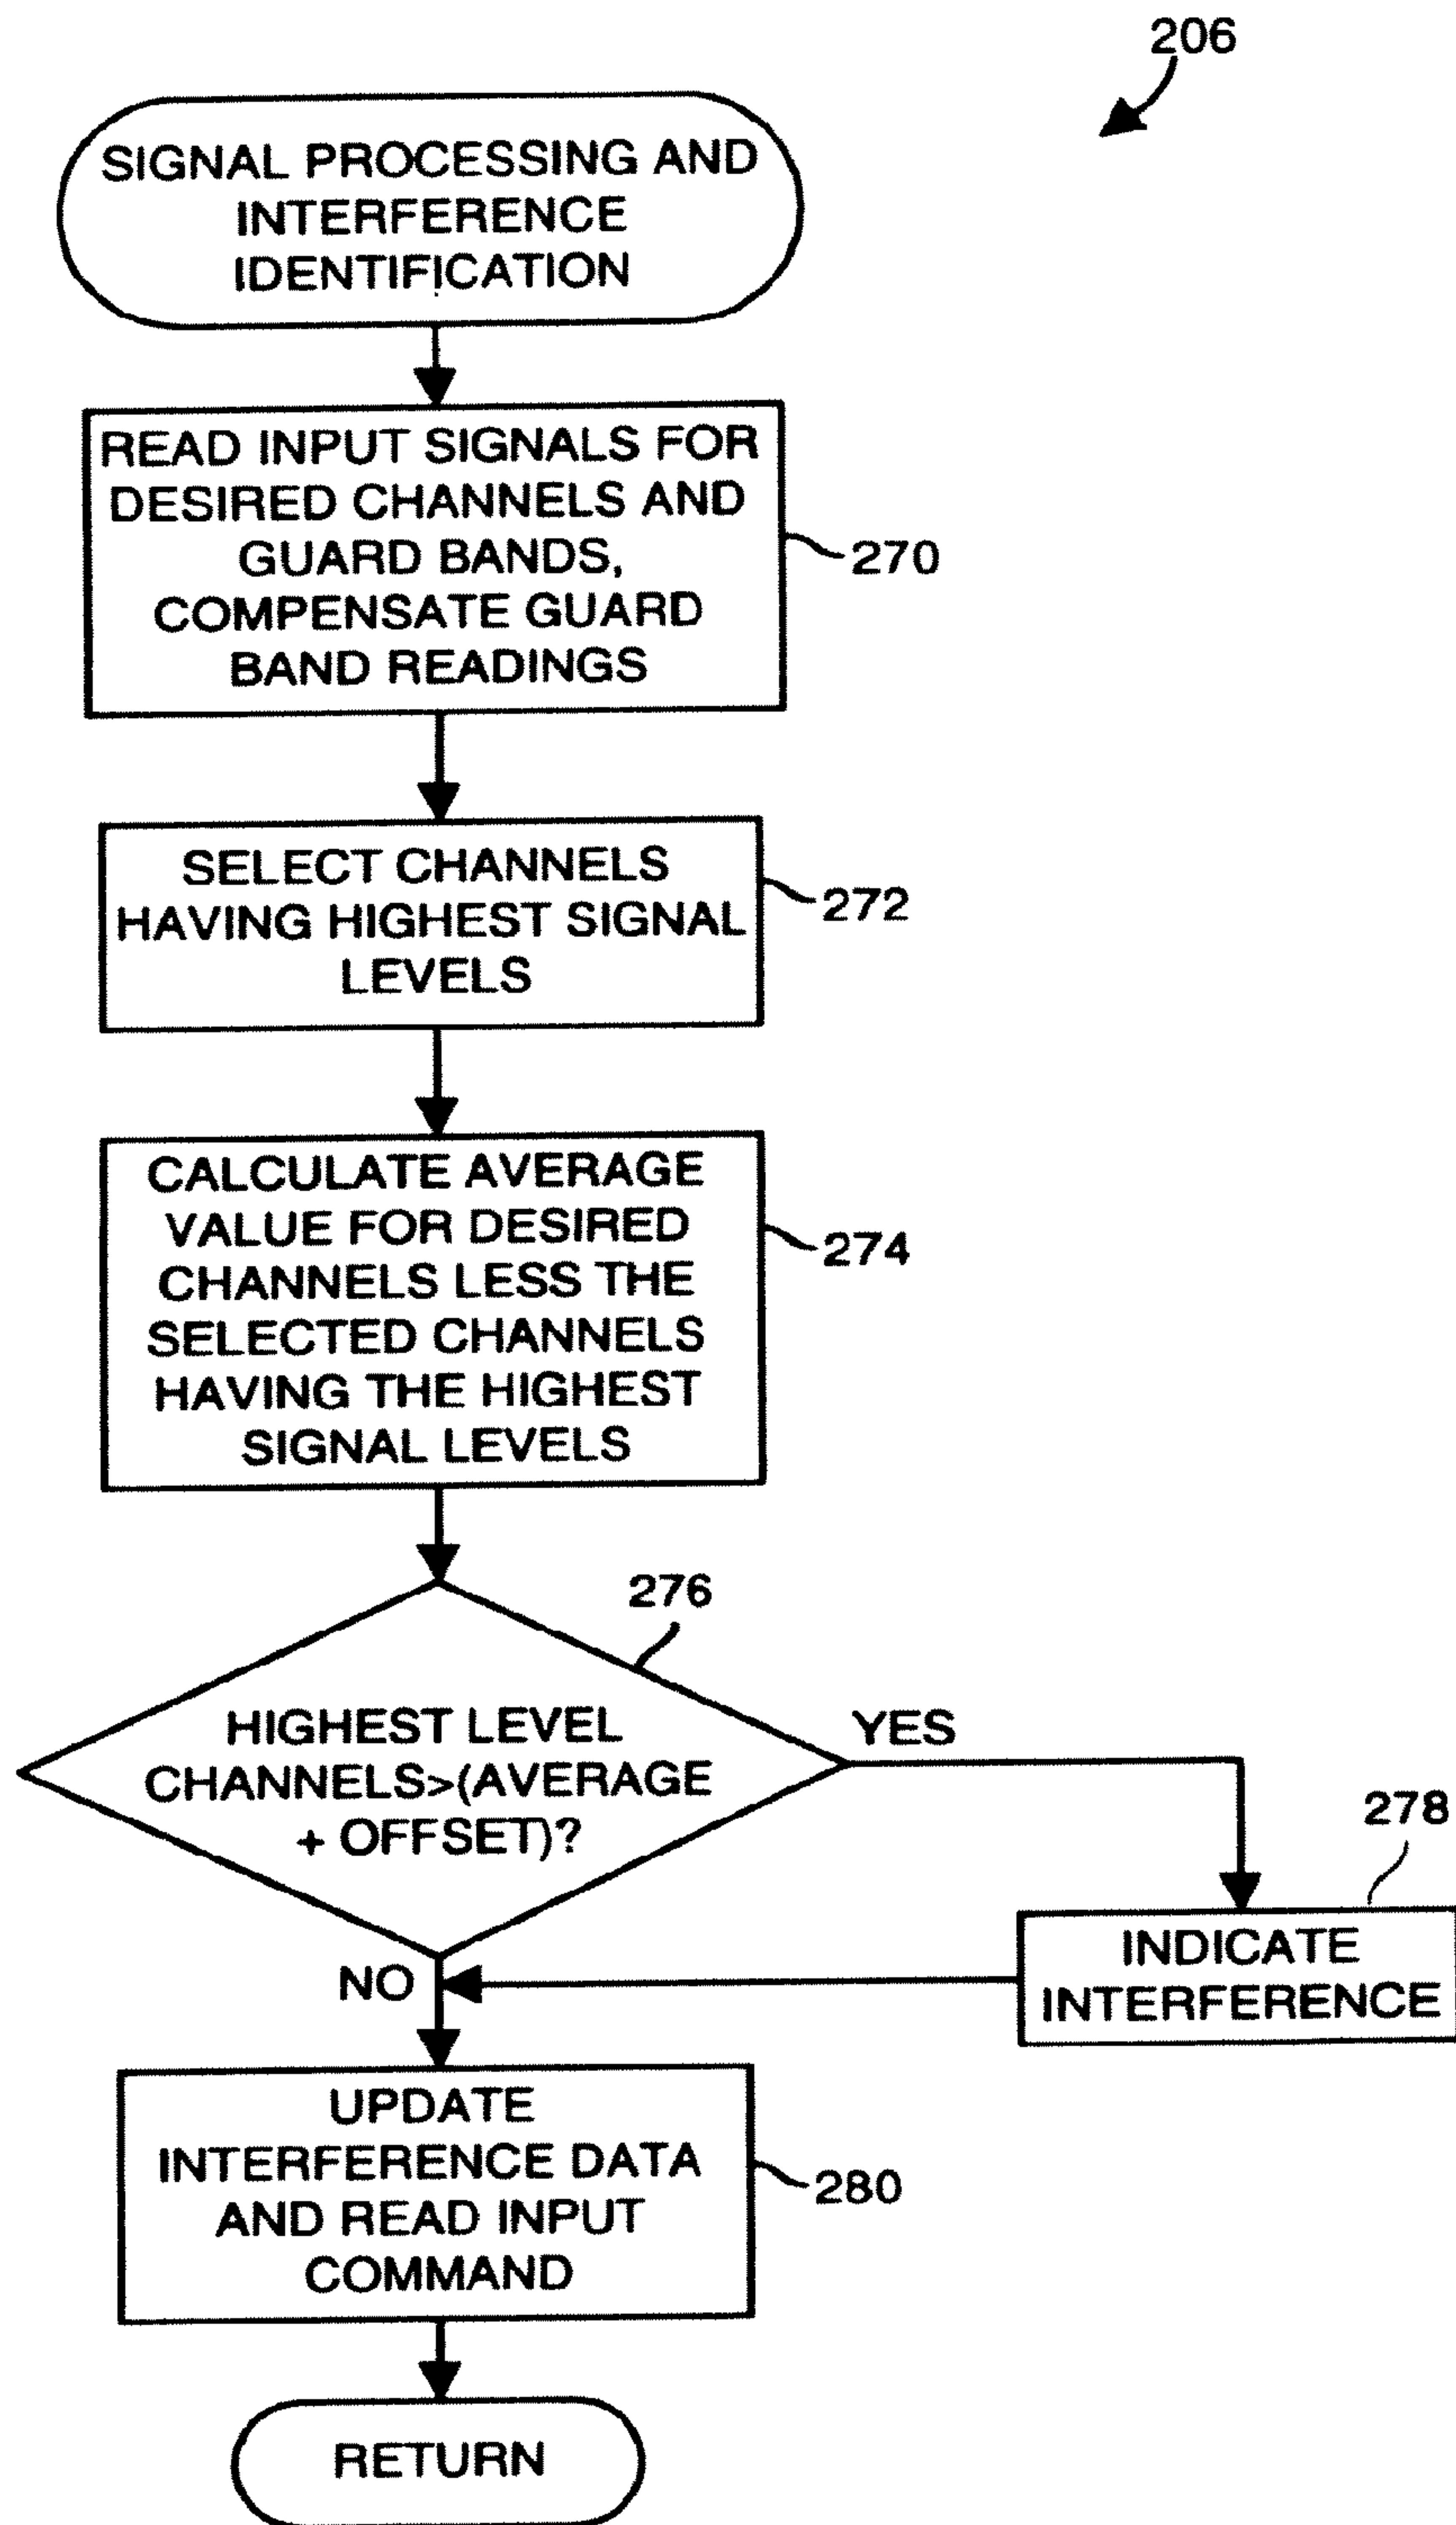 206
SIGNAL PROCESSING AND
INTERFERENCE
IDENTIFICATION
READ INPUT SIGNALS FOR
DESIRED CHANNELS AND
GUARD BANDS,
COMPENSATE GUARD
BAND READINGS
270
SELECT CHANNELS
HAVING HIGHEST SIGNAL
LEVELS
272
CALCULATE AVERAGE
VALUE FOR DESIRED
CHANNELS LESS THE
SELECTED CHANNELS
HAVING THE HIGHEST
SIGNAL LEVELS
274
276
HIGHEST LEVEL
CHANNELS>(AVERAGE
+ OFFSET)?
YES
278
INDICATE
INTERFERENCE
NO
UPDATE
INTERFERENCE DATA
AND READ INPUT
COMMAND
280
RETURN